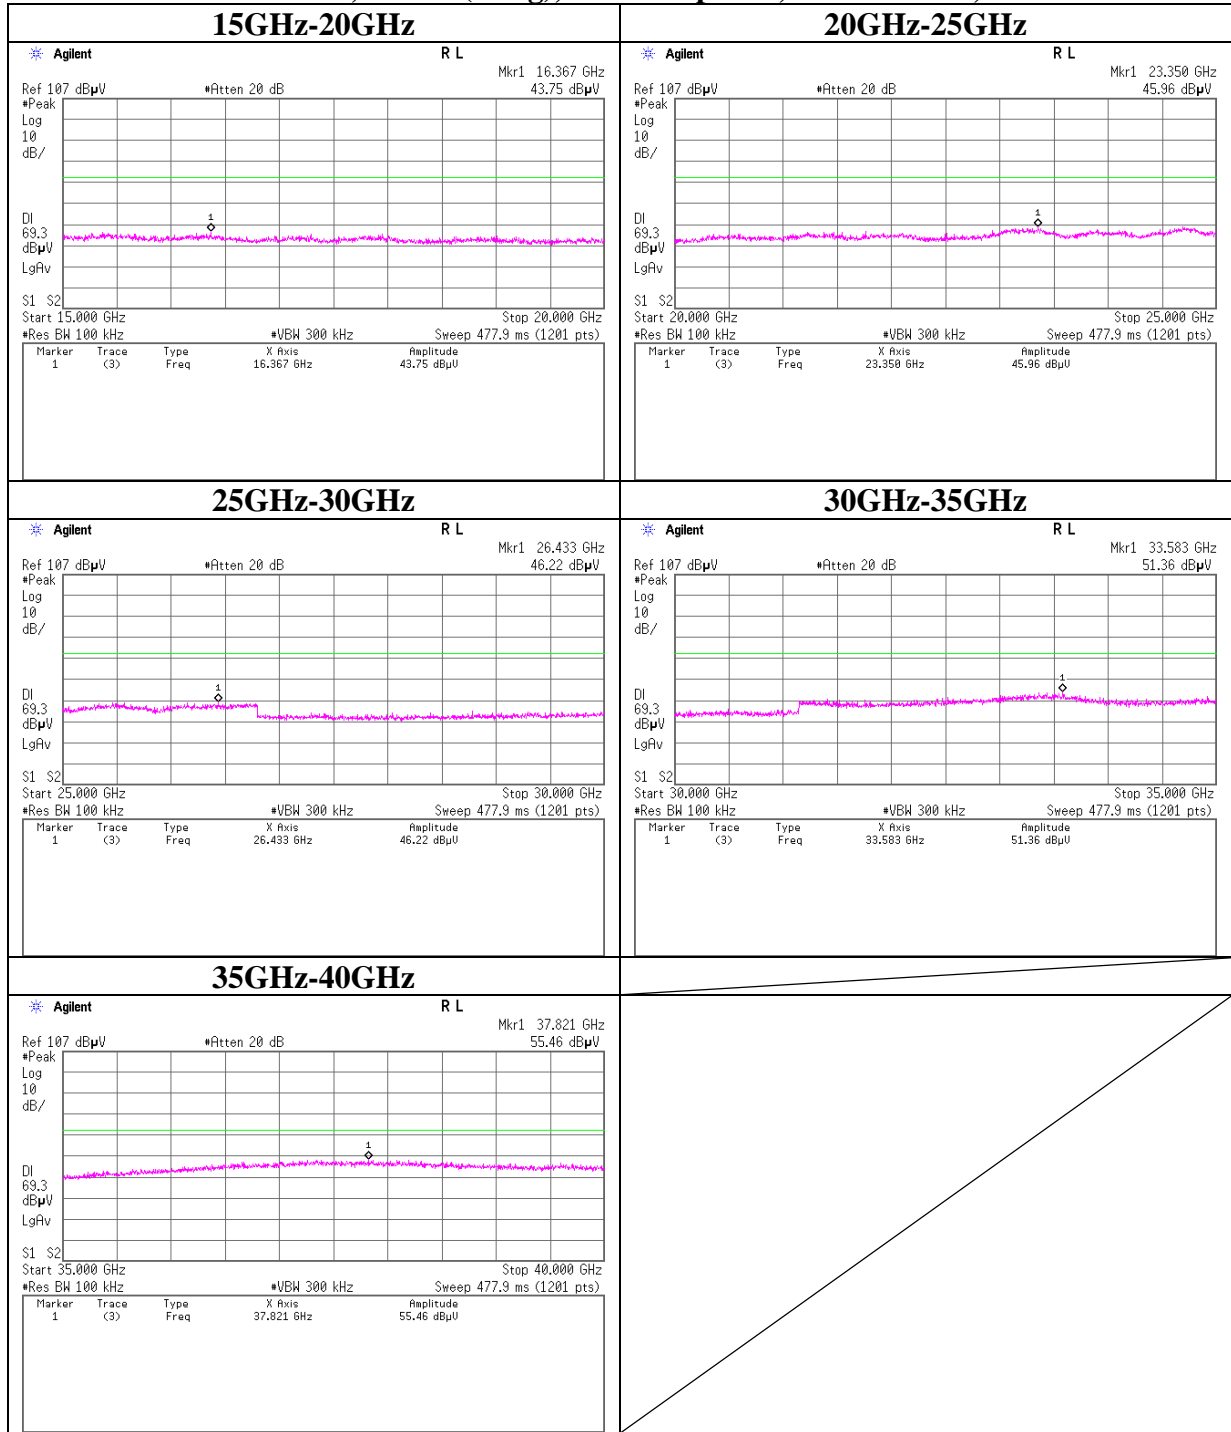 15GHz-20GHz
Agilent R L
Mkr1 16.367 GHz
Ref 107 dBµV #Atten 20 dB 43.75 dBµV
#Peak
Log
10
dB/
1
DI
69.3
dBµV
LgAv
S1 S2
Start 15.000 GHz Stop 20.000 GHz
#Res BW 100 kHz #VBW 300 kHz Sweep 477.9 ms (1201 pts)
Marker Trace Type X Axis Amplitude
1 (3) Freq 16.367 GHz 43.75 dBµV
20GHz-25GHz
Agilent R L
Mkr1 23.350 GHz
Ref 107 dBµV #Atten 20 dB 45.96 dBµV
#Peak
Log
10
dB/
1
DI
69.3
dBµV
LgAv
S1 S2
Start 20.000 GHz Stop 25.000 GHz
#Res BW 100 kHz #VBW 300 kHz Sweep 477.9 ms (1201 pts)
Marker Trace Type X Axis Amplitude
1 (3) Freq 23.350 GHz 45.96 dBµV
25GHz-30GHz
Agilent R L
Mkr1 26.433 GHz
Ref 107 dBµV #Atten 20 dB 46.22 dBµV
#Peak
Log
10
dB/
1
DI
69.3
dBµV
LgAv
S1 S2
Start 25.000 GHz Stop 30.000 GHz
#Res BW 100 kHz #VBW 300 kHz Sweep 477.9 ms (1201 pts)
Marker Trace Type X Axis Amplitude
1 (3) Freq 26.433 GHz 46.22 dBµV
30GHz-35GHz
Agilent R L
Mkr1 33.583 GHz
Ref 107 dBµV #Atten 20 dB 51.36 dBµV
#Peak
Log
10
dB/
1
DI
69.3
dBµV
LgAv
S1 S2
Start 30.000 GHz Stop 35.000 GHz
#Res BW 100 kHz #VBW 300 kHz Sweep 477.9 ms (1201 pts)
Marker Trace Type X Axis Amplitude
1 (3) Freq 33.583 GHz 51.36 dBµV
35GHz-40GHz
Agilent R L
Mkr1 37.821 GHz
Ref 107 dBµV #Atten 20 dB 55.46 dBµV
#Peak
Log
10
dB/
1
DI
69.3
dBµV
LgAv
S1 S2
Start 35.000 GHz Stop 40.000 GHz
#Res BW 100 kHz #VBW 300 kHz Sweep 477.9 ms (1201 pts)
Marker Trace Type X Axis Amplitude
1 (3) Freq 37.821 GHz 55.46 dBµV